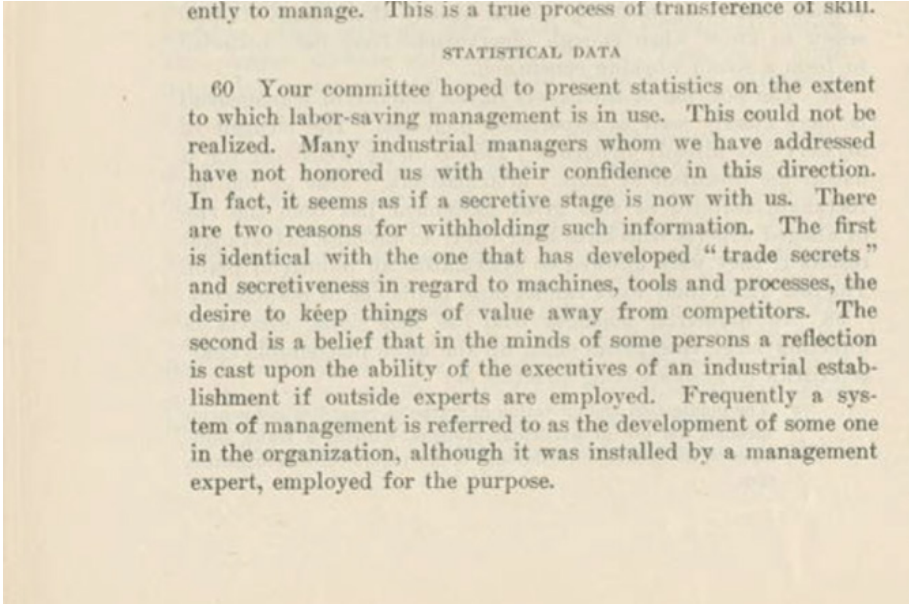 ently to manage. This is a true process of transference of skill.
STATISTICAL DATA
60 Your committee hoped to present statistics on the extent
to which labor-saving management is in use. This could not be
realized. Many industrial managers whom we have addressed
have not honored us with their confidence in this direction.
In fact, it seems as if a secretive stage is now with us. There
are two reasons for withholding such information. The first
is identical with the one that has developed “trade secrets”
and secretiveness in regard to machines, tools and processes, the
desire to keep things of value away from competitors. The
second is a belief that in the minds of some persons a reflection
is cast upon the ability of the executives of an industrial estab-
lishment if outside experts are employed. Frequently a sys-
tem of management is referred to as the development of some one
in the organization, although it was installed by a management
expert, employed for the purpose.